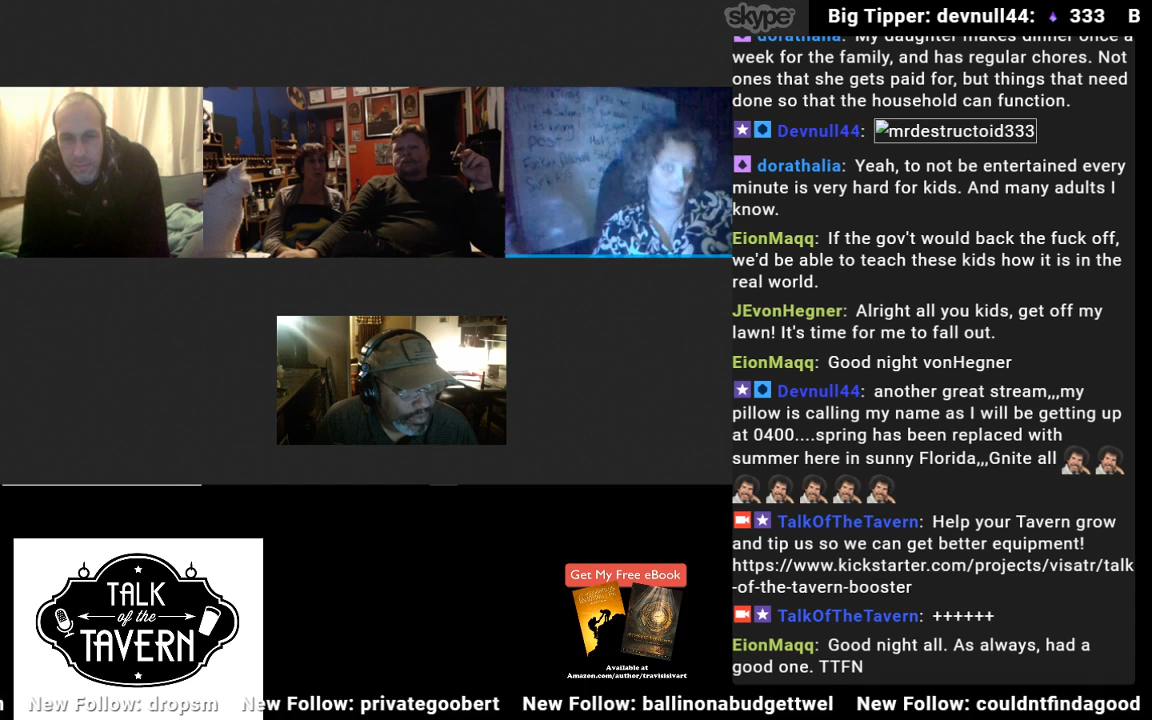 skype
Big Tipper: devnull44: 333 B
dorathalia: My daughter makes dinner once a
week for the family, and has regular chores. Not
ones that she gets paid for, but things that need
done so that the household can function.
Devnull44: mrdestructoid333
dorathalia: Yeah, to not be entertained every
minute is very hard for kids. And many adults I
know.
EionMaqq: If the gov't would back the fuck off,
we'd be able to teach these kids how it is in the
real world.
JEvonHegner: Alright all you kids, get off my
lawn! It's time for me to fall out.
EionMaqq: Good night vonHegner
Devnull44: another great stream,,,my
pillow is calling my name as I will be getting up
at 0400....spring has been replaced with
summer here in sunny Florida,,,Gnite all
TalkOfTheTavern: Help your Tavern grow
and tip us so we can get better equipment!
https://www.kickstarter.com/projects/visatr/talk
-of-the-tavern-booster
TalkOfTheTavern: ++++++
EionMaqq: Good night all. As always, had a
good one. TTFN
TALK
of the
TAVERN
Get My Free eBook
Available at
Amazon.com/author/travisisivart
New Follow: dropsm New Follow: privategoobert New Follow: ballinonabudgettwel New Follow: couldntfindagood